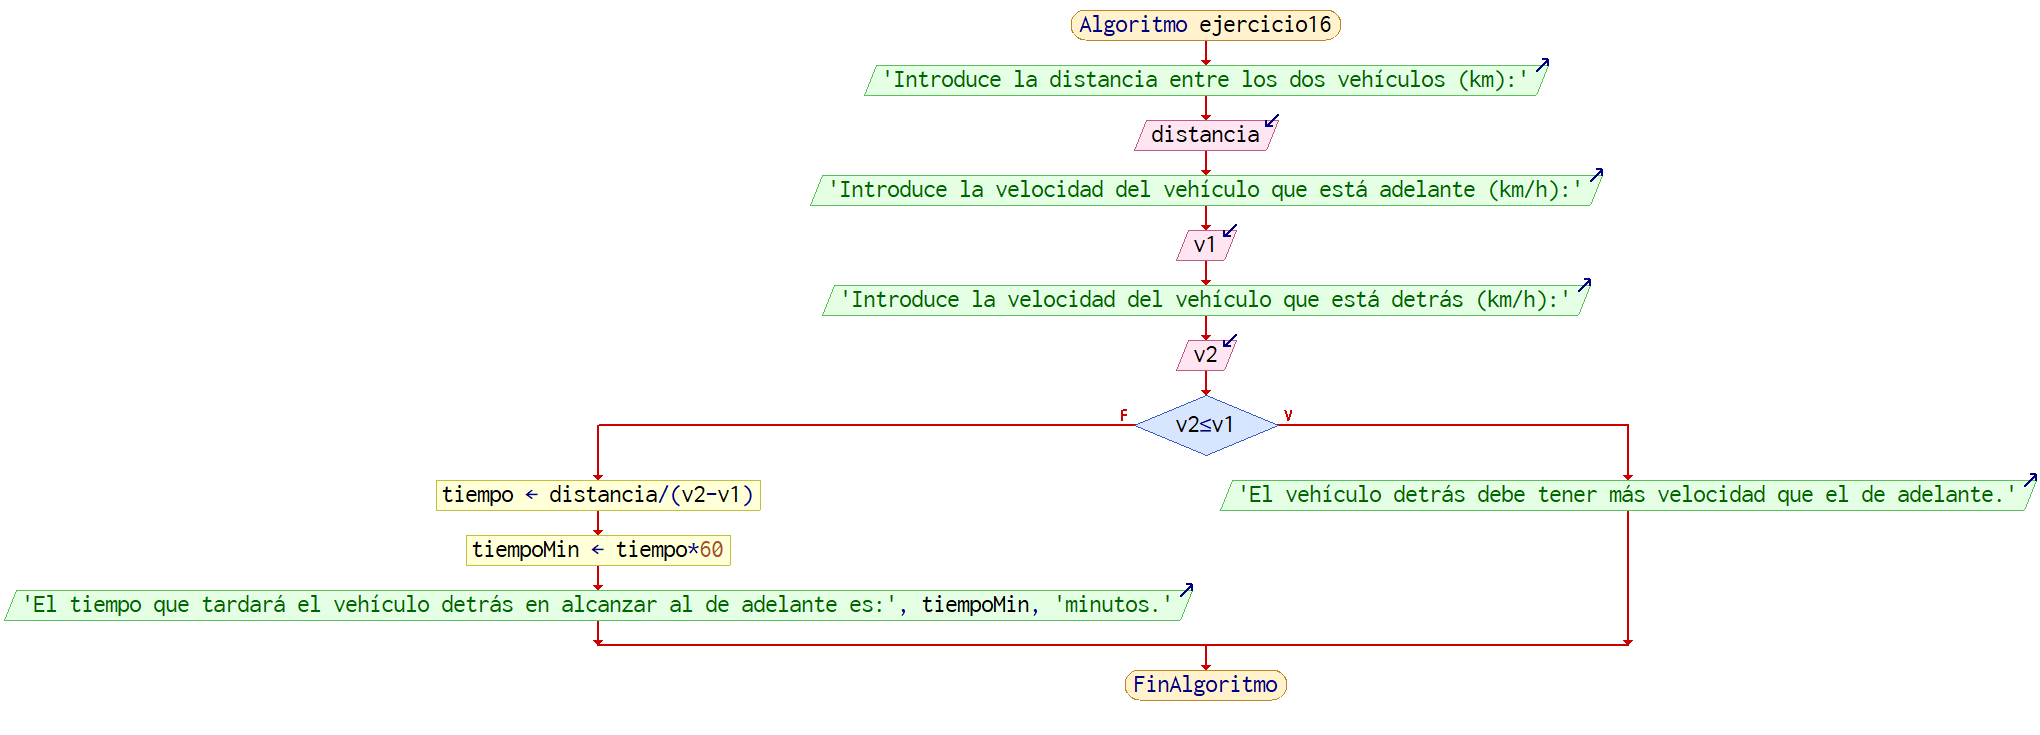 Algoritmo ejercicio16
'Introduce la distancia entre los dos vehículos (km):'
distancia
'Introduce la velocidad del vehículo que está adelante (km/h):'
v1
'Introduce la velocidad del vehículo que está detrás (km/h):'
v2
F
V
v2≤v1
tiempo ← distancia/(v2-v1)
'El vehículo detrás debe tener más velocidad que el de adelante.'
tiempoMin ← tiempo*60
'El tiempo que tardará el vehículo detrás en alcanzar al de adelante es:', tiempoMin, 'minutos.'
FinAlgoritmo